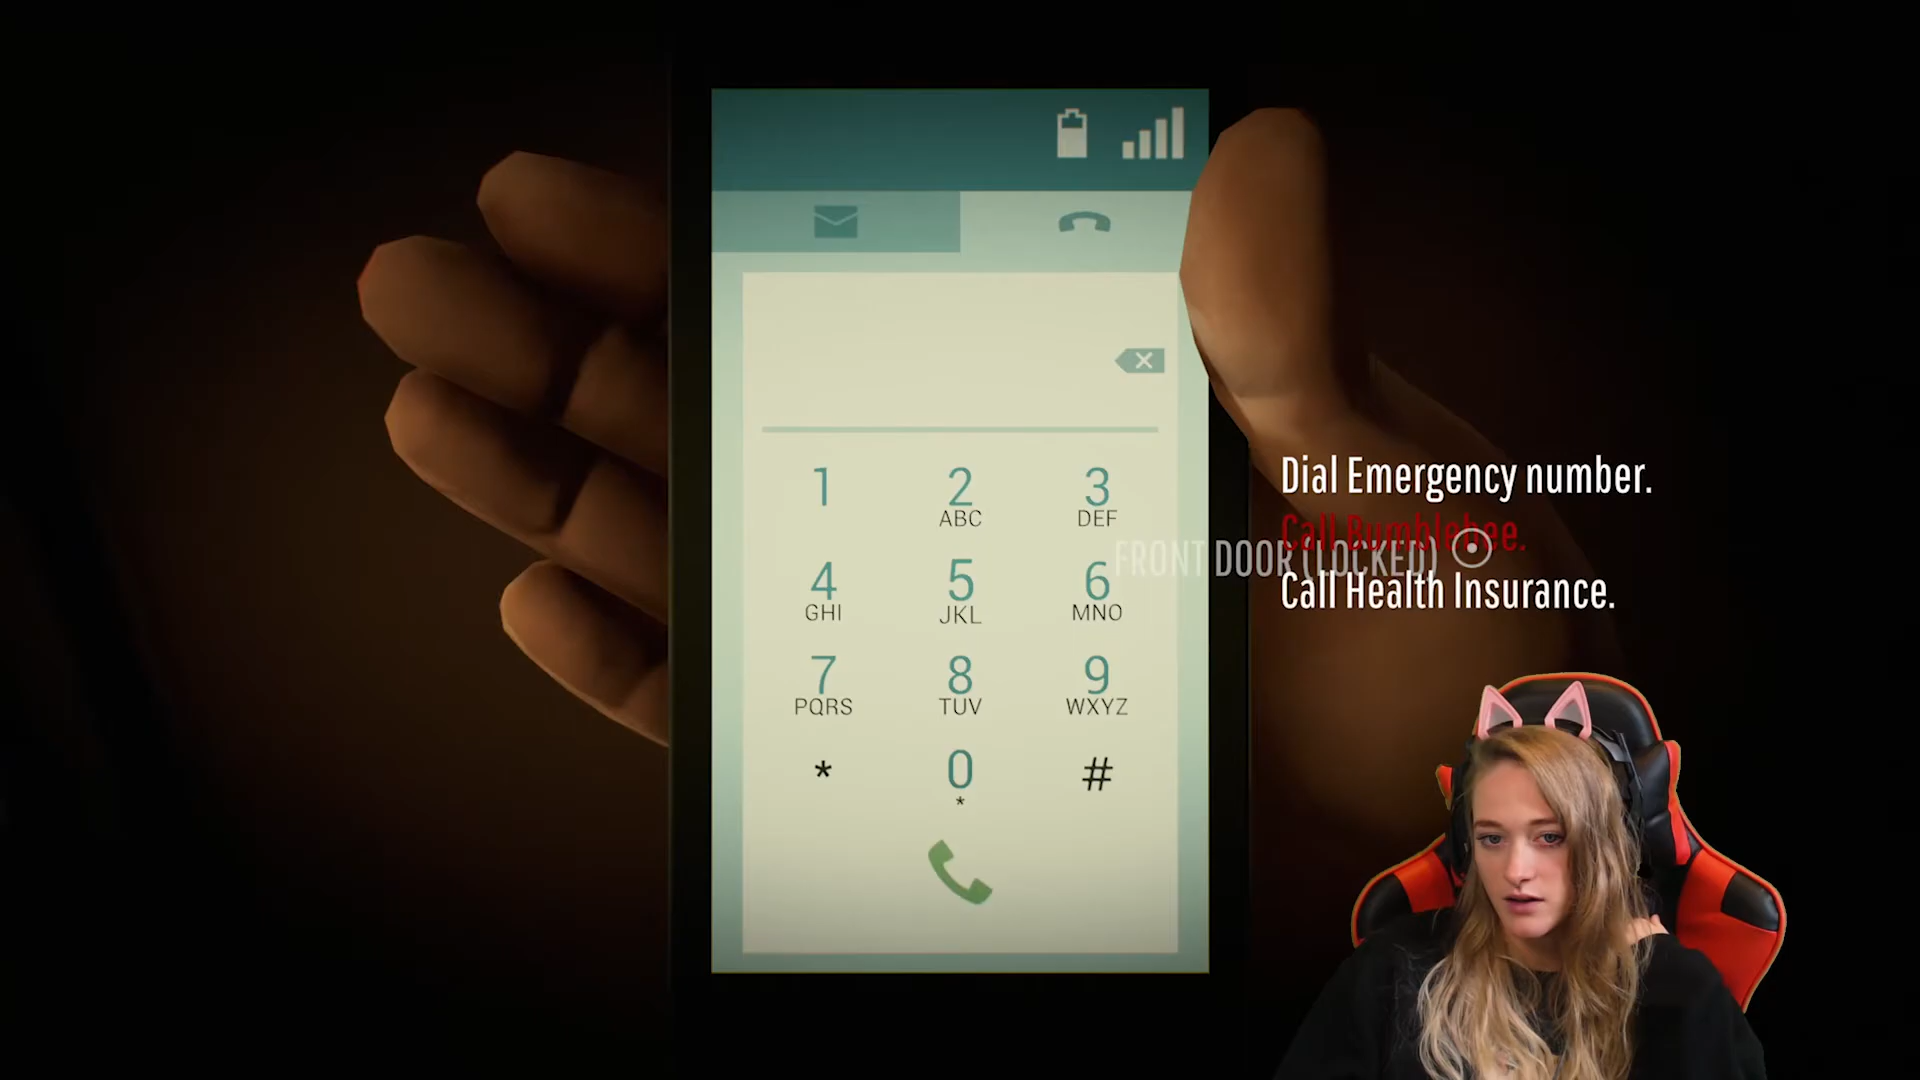 1 2 3
ABC DEF
4 5 6
GHI JKL MNO
7 8 9
PQRS TUV WXYZ
* 0 #
*
Dial Emergency number.
Call Bumblebee.
FRONT DOOR (LOCKED)
Call Health Insurance.